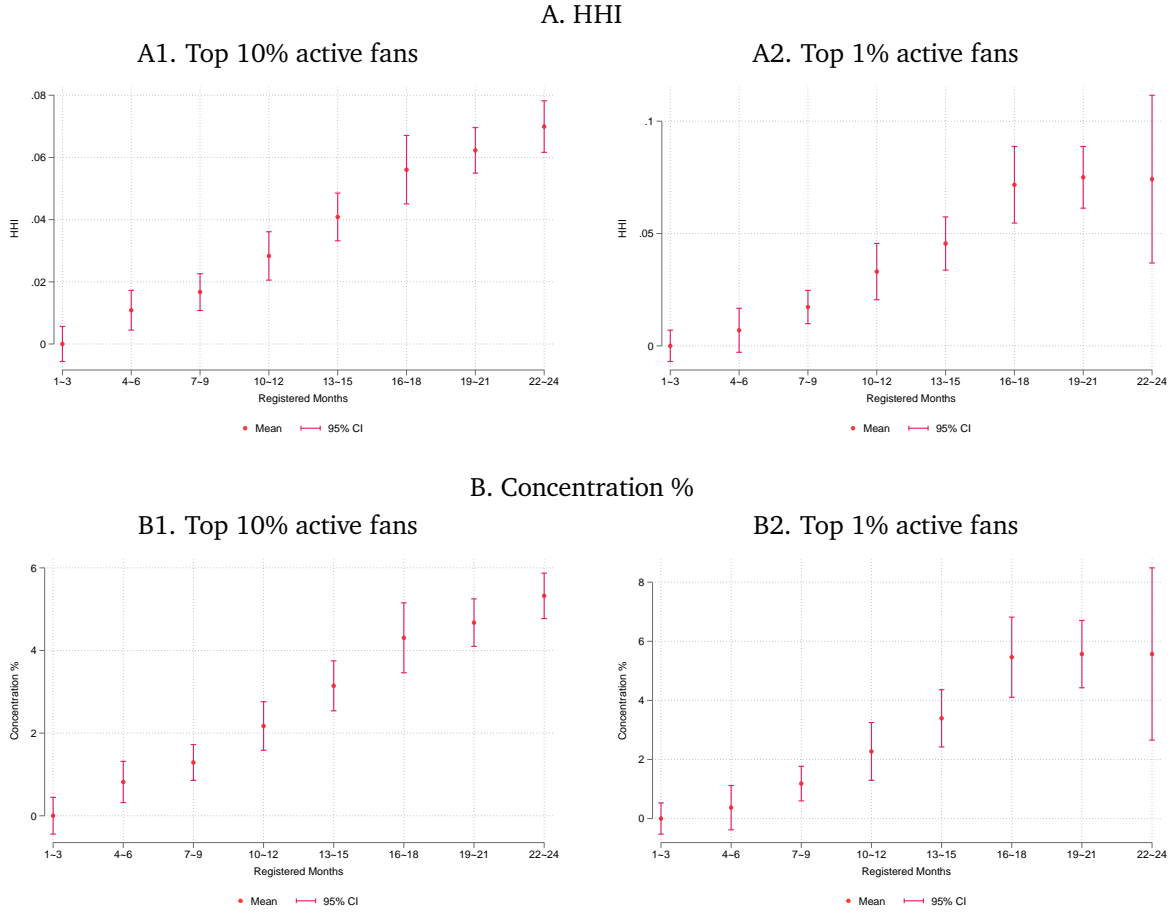 A. HHI
A1. Top 10% active fans
.08
.06
.04
.02
0
HHI
1~3 4~6 7~9 10~12 13~15 16~18 19~21 22~24
Registered Months
Mean 95% CI
A2. Top 1% active fans
.1
.05
0
HHI
1~3 4~6 7~9 10~12 13~15 16~18 19~21 22~24
Registered Months
Mean 95% CI
B. Concentration %
B1. Top 10% active fans
6
4
2
0
Concentration %
1~3 4~6 7~9 10~12 13~15 16~18 19~21 22~24
Registered Months
Mean 95% CI
B2. Top 1% active fans
8
6
4
2
0
Concentration %
1~3 4~6 7~9 10~12 13~15 16~18 19~21 22~24
Registered Months
Mean 95% CI